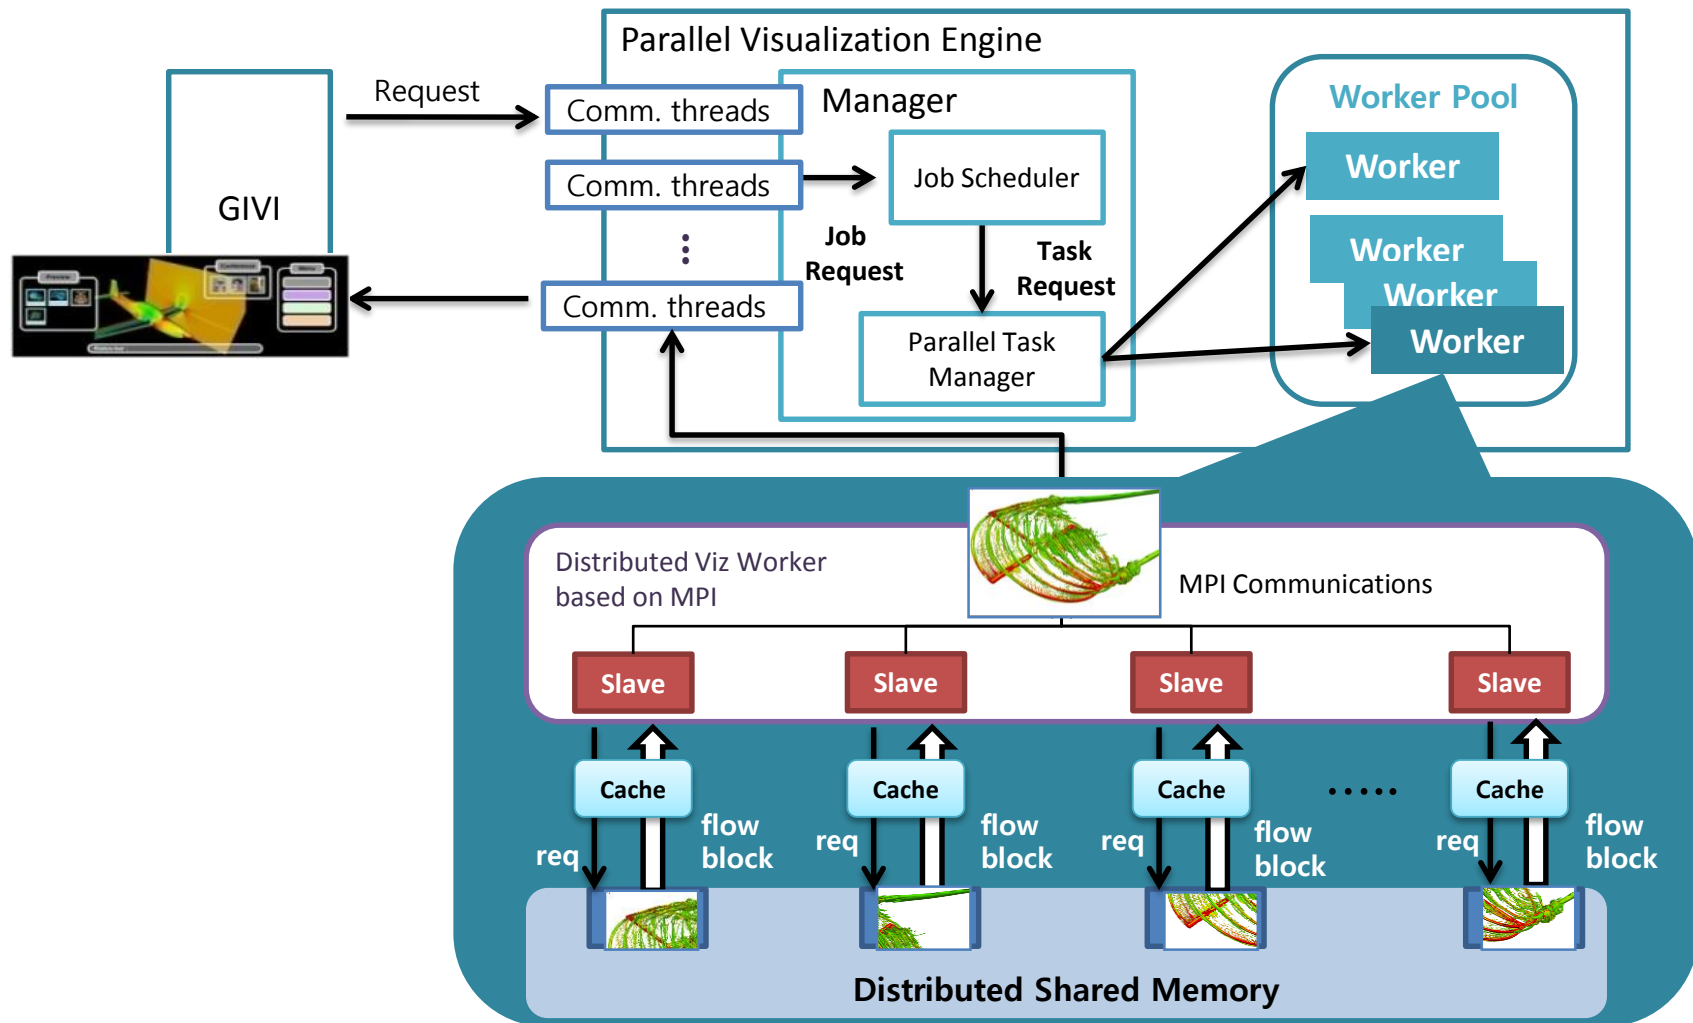 Parallel Visualization Engine
Request
Comm. threads
Manager
Worker Pool
Worker
Comm. threads
Job Scheduler
GIVI
Job
Request
Task
Request
Worker
Worker
Worker
Comm. threads
Parallel Task
Manager
Preview
Conference
Menu
Distributed Viz Worker
based on MPI
MPI Communications
Slave
Slave
Slave
Slave
Cache
Cache
Cache
.....
Cache
req
flow
block
req
flow
block
req
flow
block
req
flow
block
Distributed Shared Memory